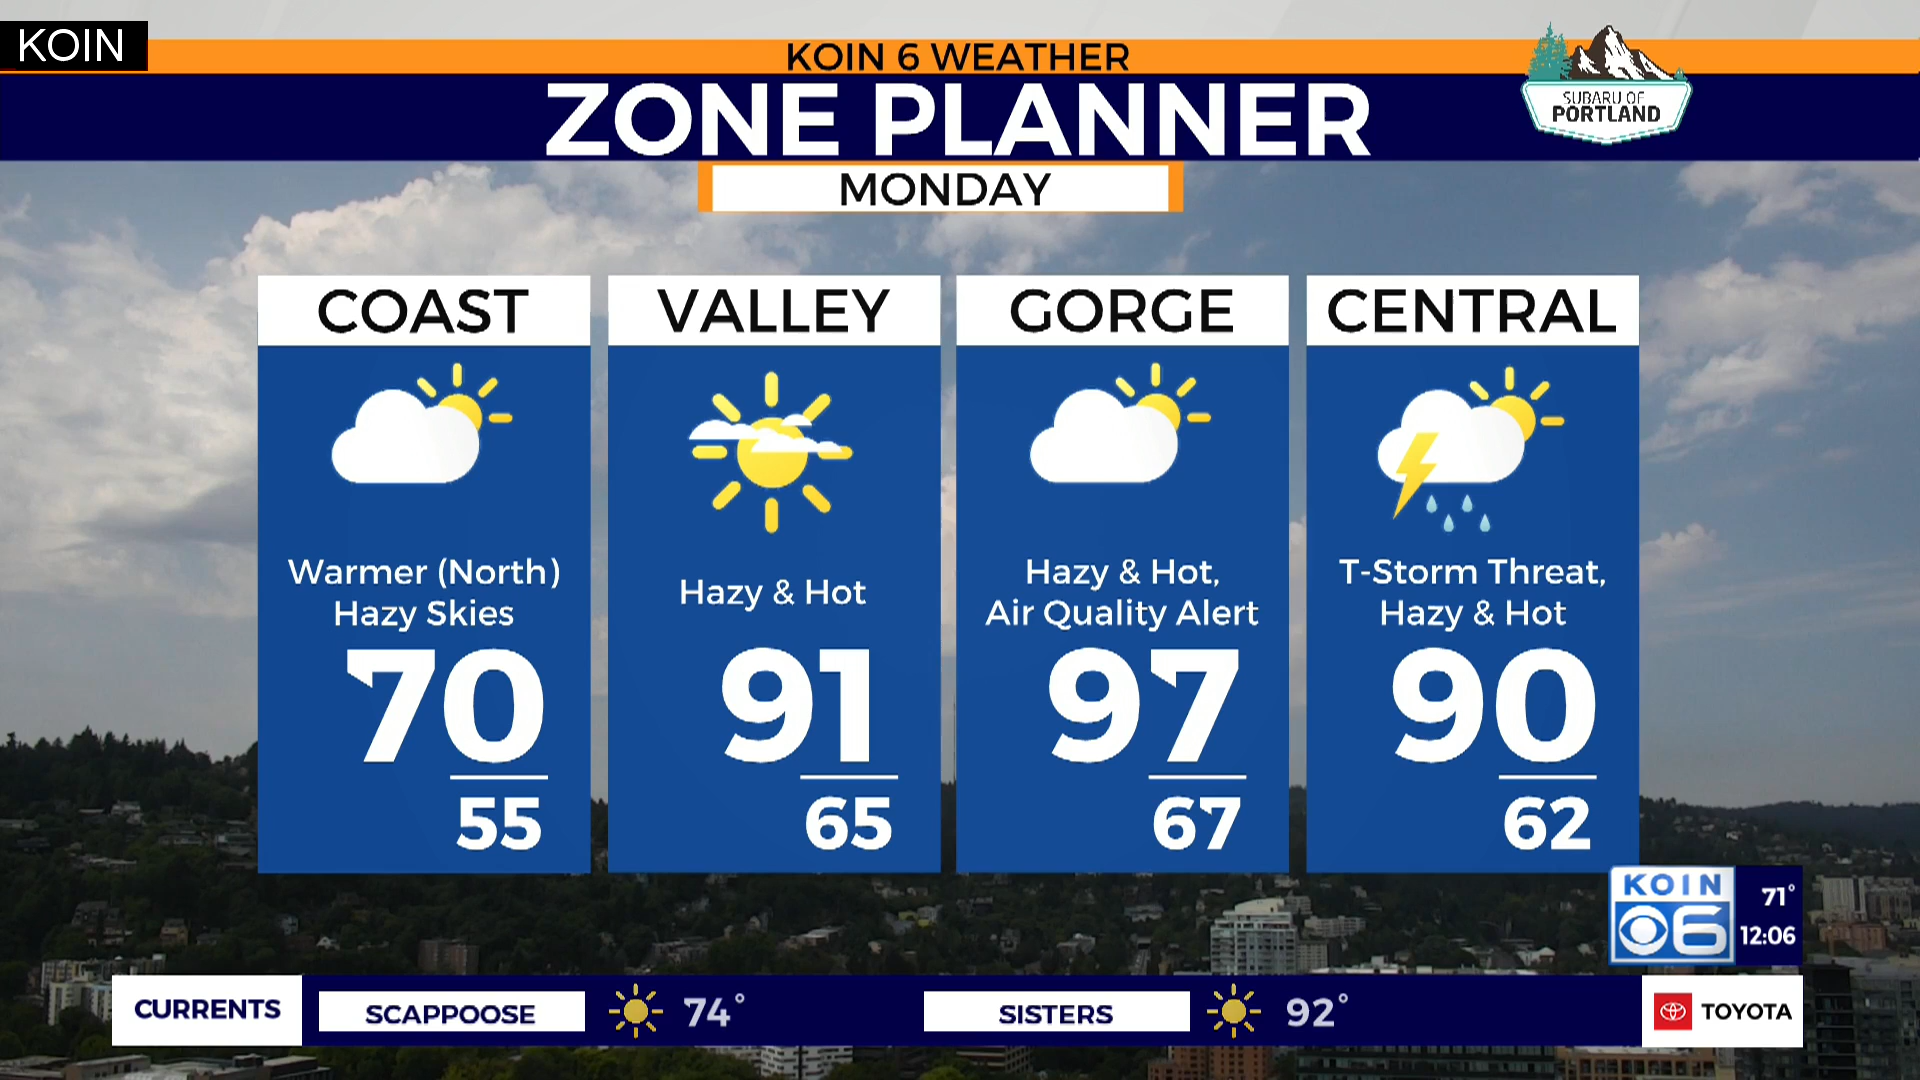 KOIN
KOIN 6 WEATHER
ZONE PLANNER
SUBARU OF
PORTLAND
MONDAY
COAST
Warmer (North)
Hazy Skies
70
55
VALLEY
Hazy & Hot
91
65
GORGE
Hazy & Hot,
Air Quality Alert
97
67
CENTRAL
T-Storm Threat,
Hazy & Hot
90
62
KOIN
6
71°
12:06
CURRENTS
SCAPPOOSE 74°
SISTERS 92°
TOYOTA